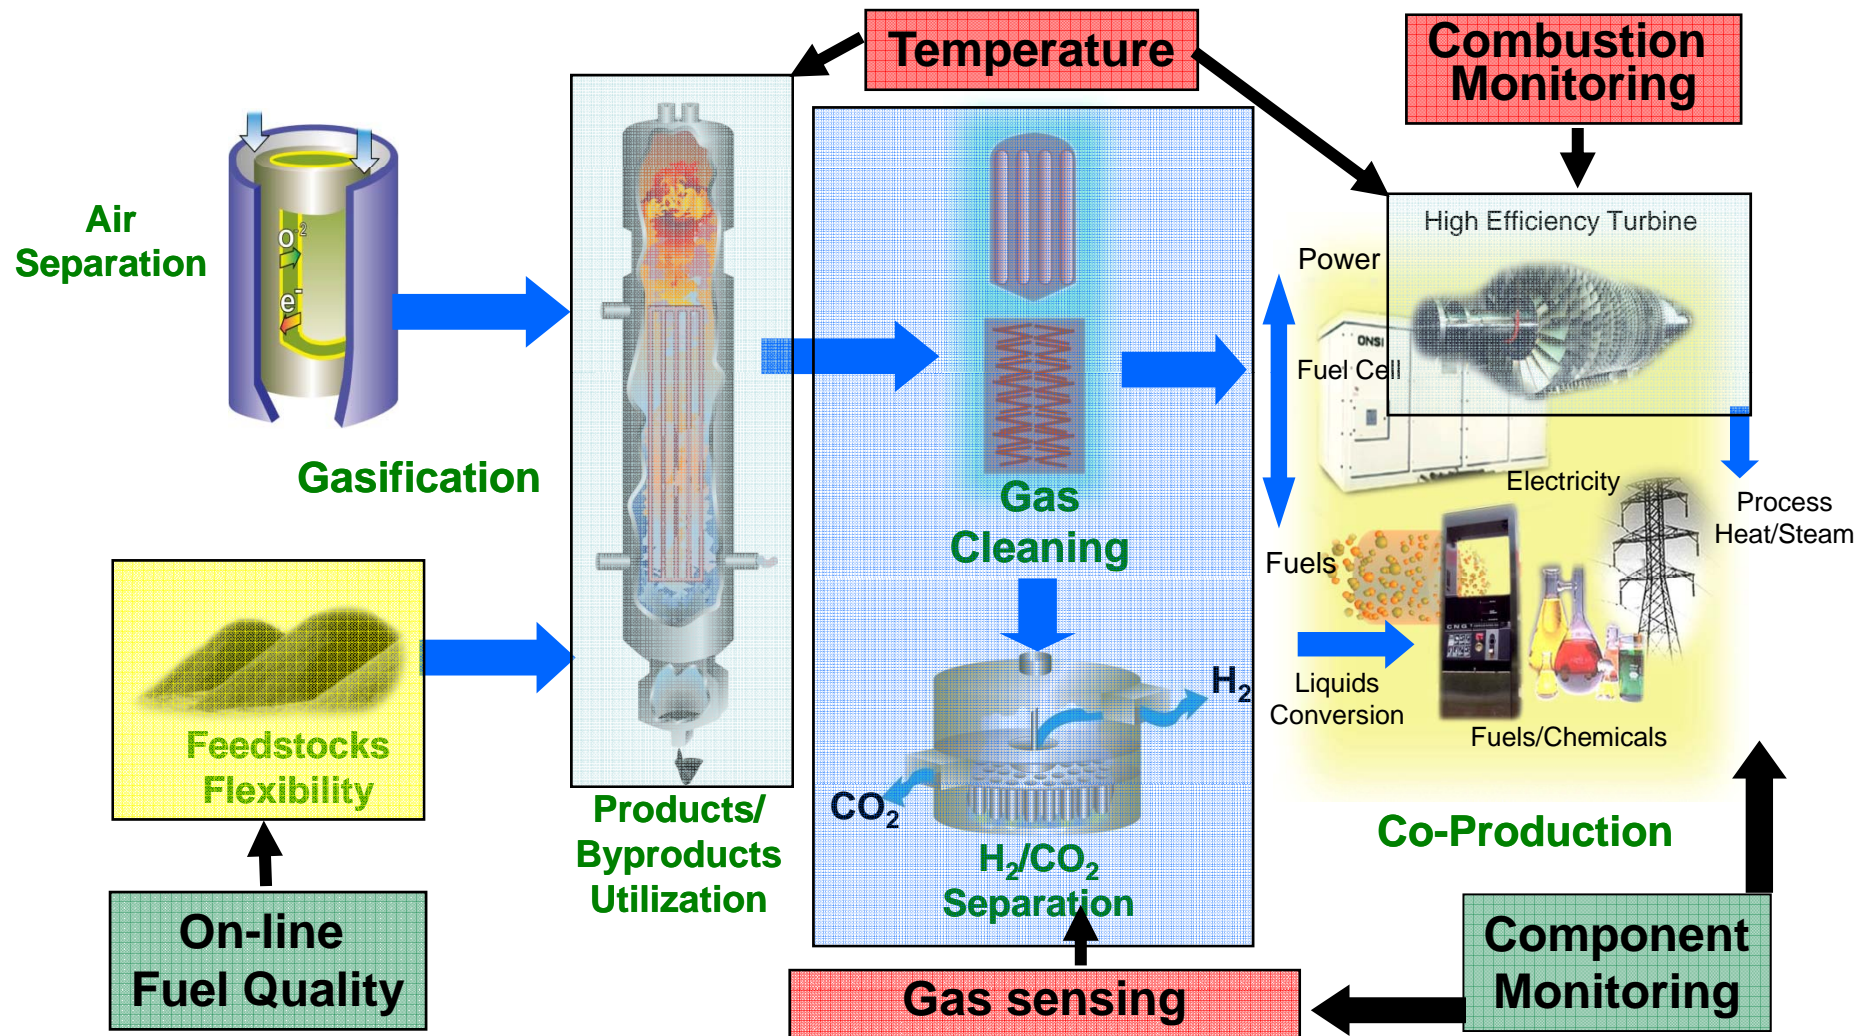 Temperature
Combustion
Monitoring
Air
Separation
O-2
e-
Gasification
Feedstocks
Flexibility
On-line
Fuel Quality
Products/
Byproducts
Utilization
Gas
Cleaning
H2
CO2
H2/CO2
Separation
Gas sensing
High Efficiency Turbine
Power
ONSI
Fuel Cell
Electricity
Process
Heat/Steam
Fuels
CNG
Liquids
Conversion
Fuels/Chemicals
Co-Production
Component
Monitoring